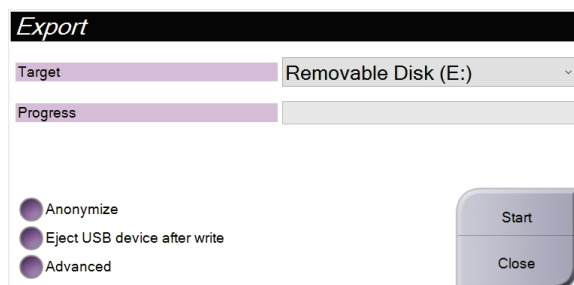 Export
Target
Removable Disk (E:)
Progress
Anonymize
Eject USB device after write
Advanced
Start
Close